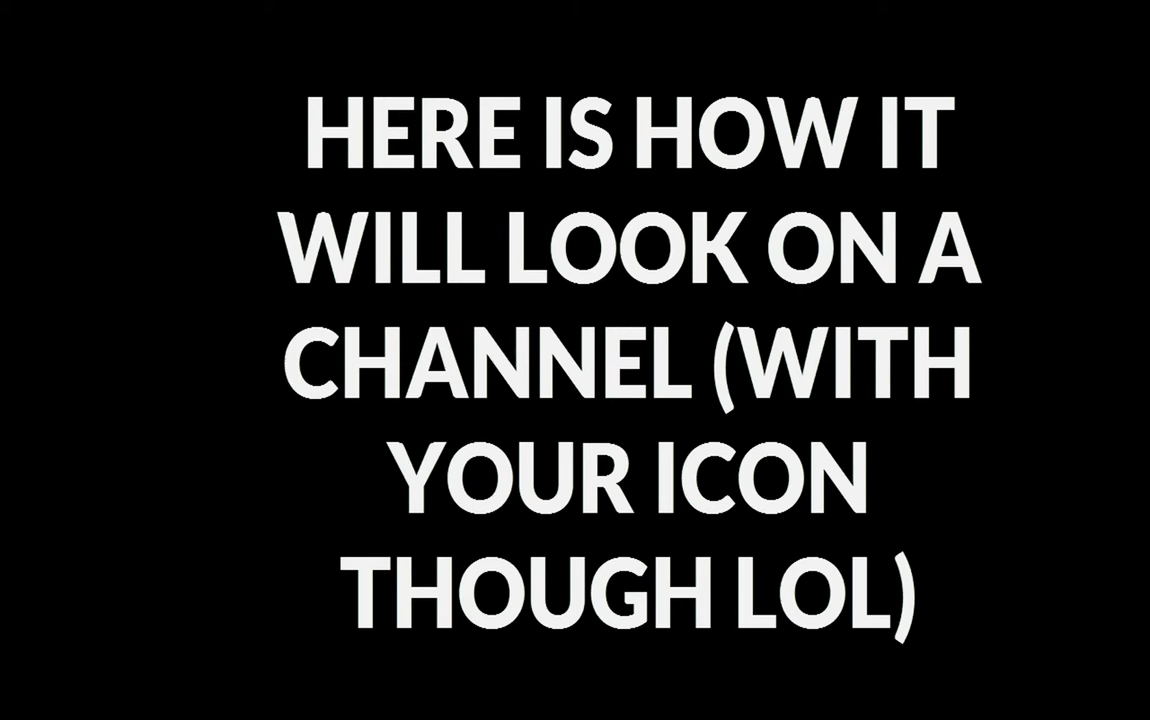 HERE IS HOW IT
WILL LOOK ON A
CHANNEL (WITH
YOUR ICON
THOUGH LOL)